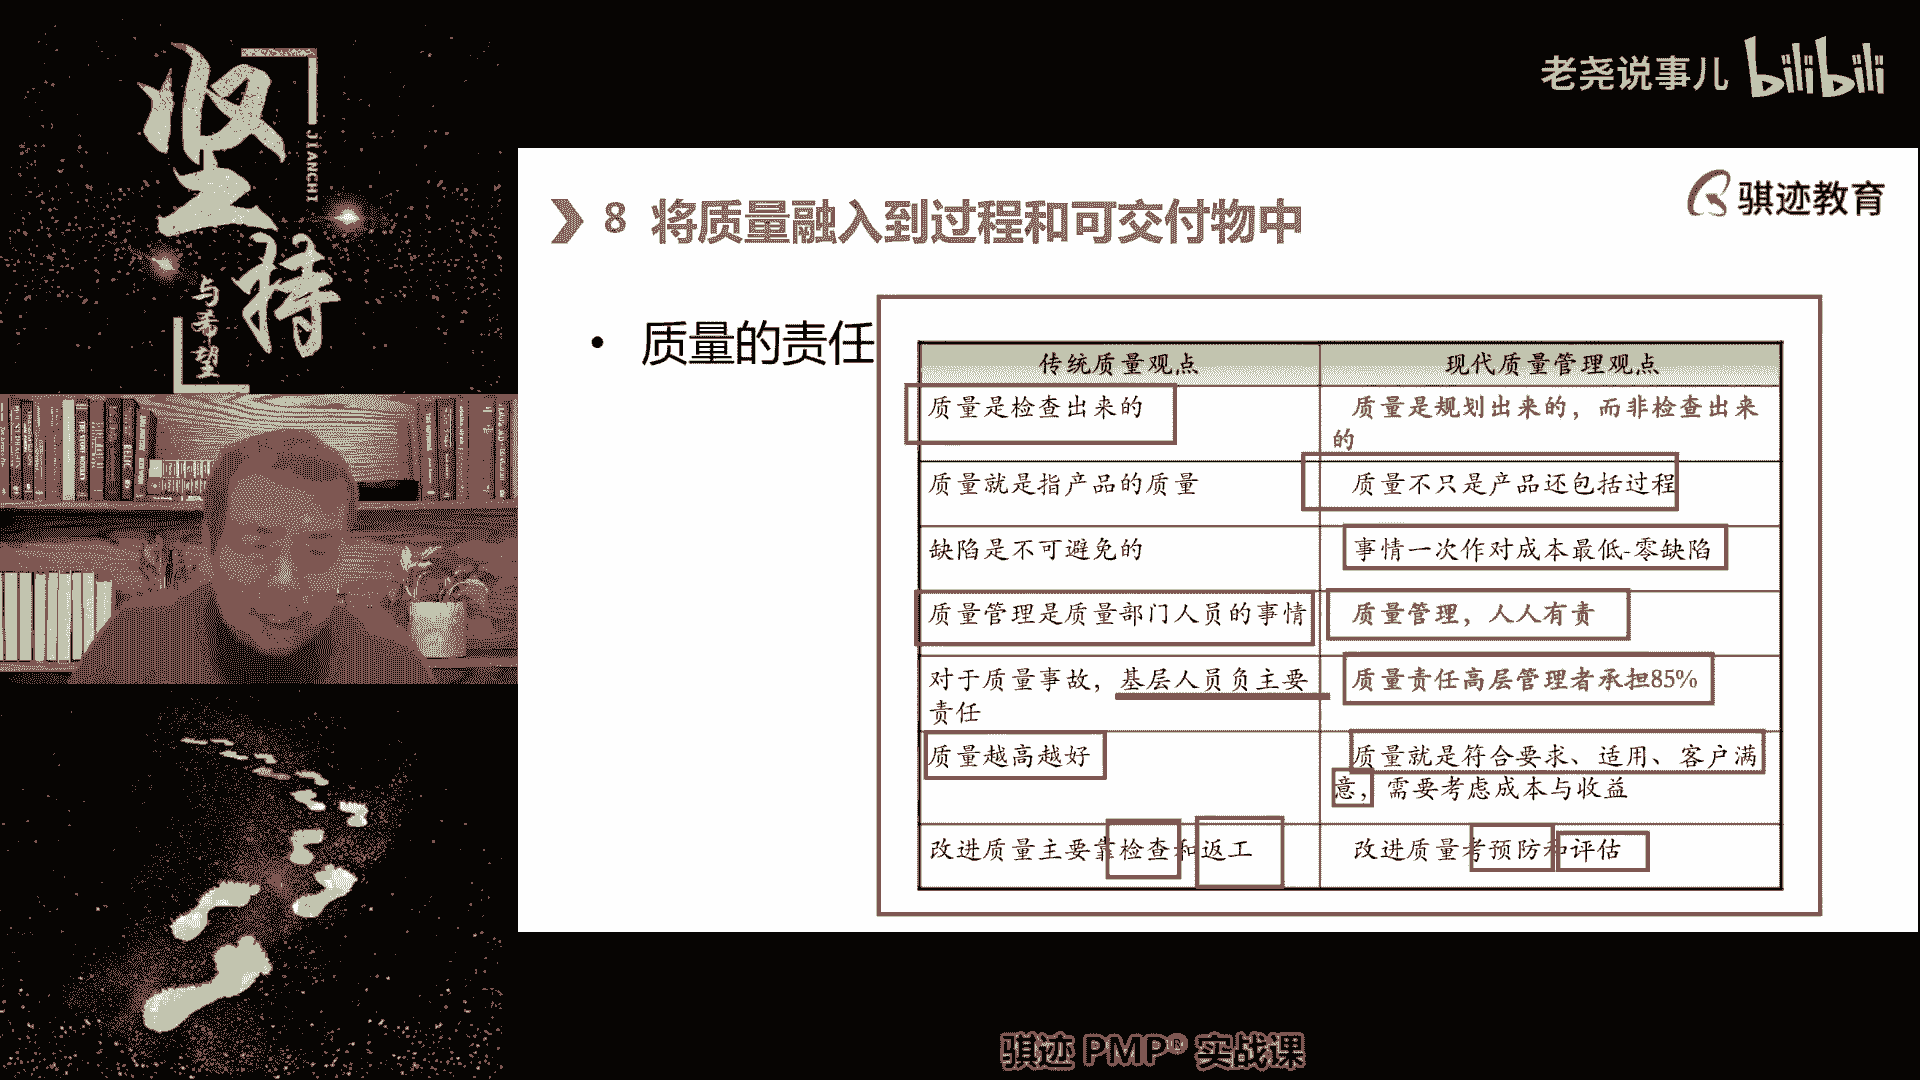 坚持
JIANCHI
与希望
老尧说事儿 bilibili
骐迹教育
8 将质量融入到过程和可交付物中
• 质量的责任
传统质量观点
现代质量管理观点
质量是检查出来的
质量是规划出来的，而非检查出来
的
质量就是指产品的质量
质量不只是产品还包括过程
缺陷是不可避免的
事情一次作对成本最低-零缺陷
质量管理是质量部门人员的事情
质量管理，人人有责
对于质量事故，基层人员负主要
责任
质量责任高层管理者承担85%
质量越高越好
质量就是符合要求、适用、客户满
意，需要考虑成本与收益
改进质量主要靠检查和返工
改进质量考预防和评估
骐迹 PMP® 实战课